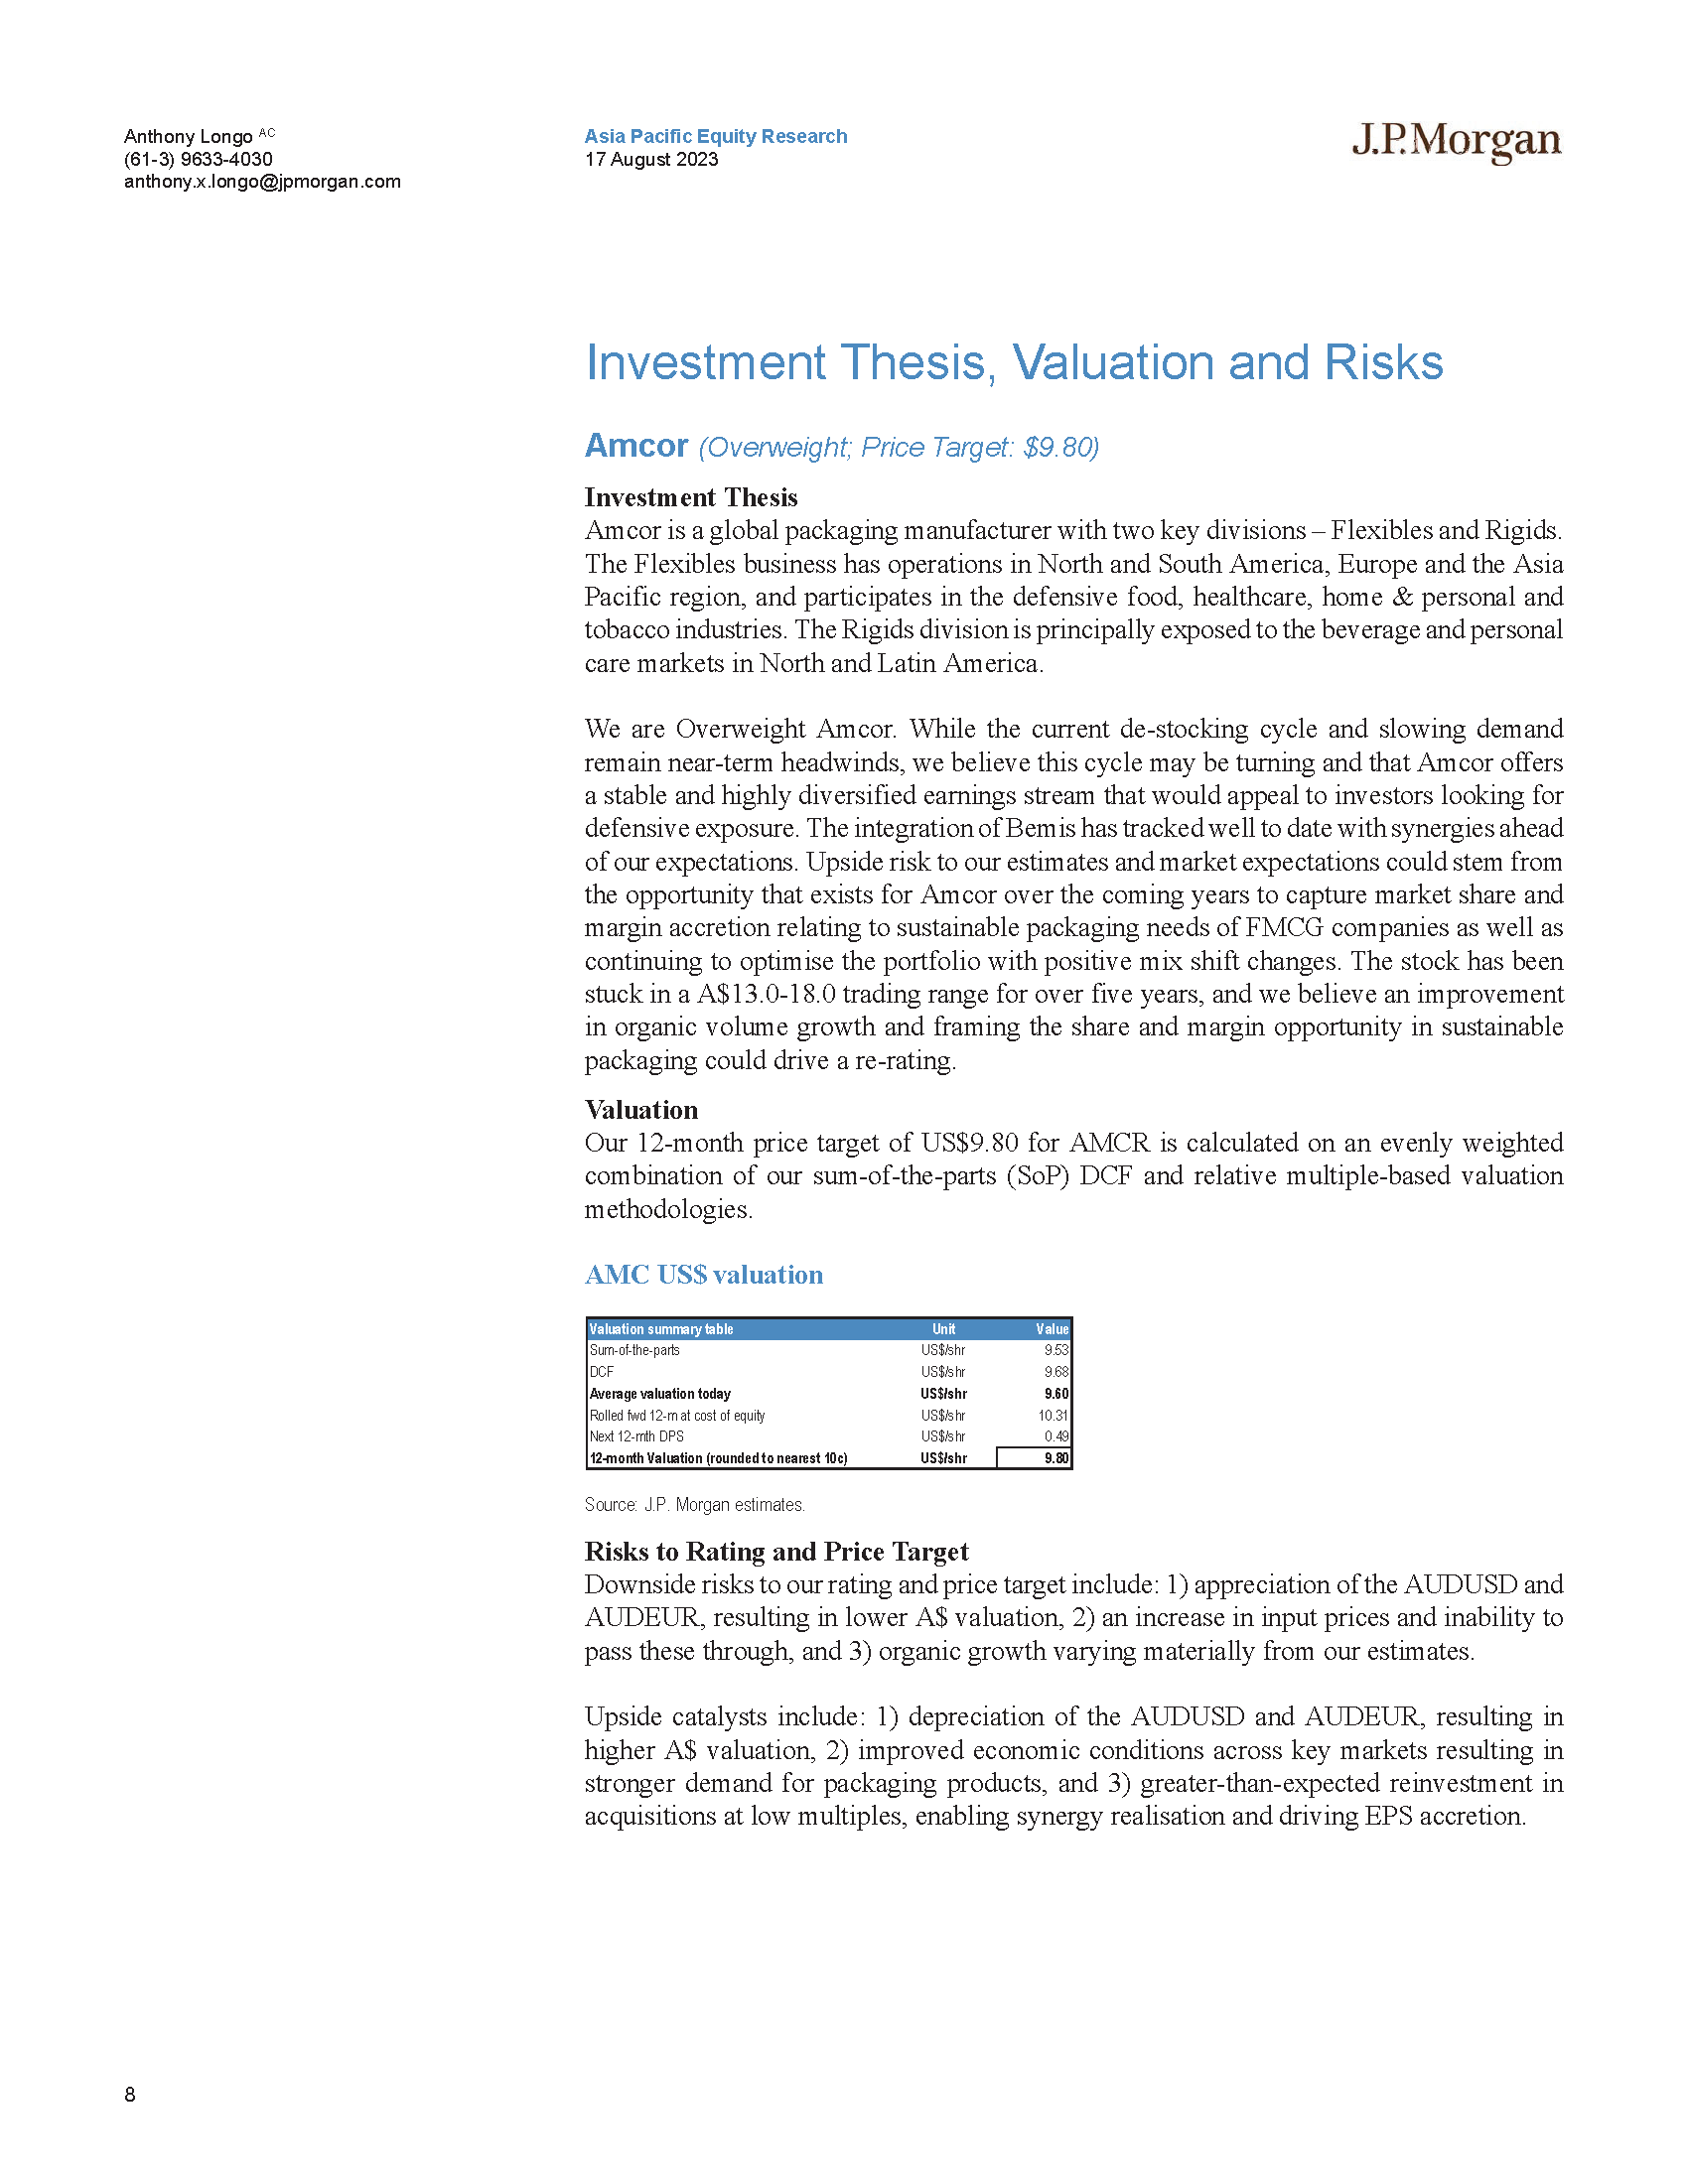 Anthony Longo AC
(61-3) 9633-4030
anthony.x.longo@jpmorgan.com
Asia Pacific Equity Research
17 August 2023
J.P.Morgan
Investment Thesis, Valuation and Risks
Amcor (Overweight; Price Target: $9.80)
Investment Thesis
Amcor is a global packaging manufacturer with two key divisions – Flexibles and Rigids.
The Flexibles business has operations in North and South America, Europe and the Asia
Pacific region, and participates in the defensive food, healthcare, home & personal and
tobacco industries. The Rigids division is principally exposed to the beverage and personal
care markets in North and Latin America.
We are Overweight Amcor. While the current de-stocking cycle and slowing demand
remain near-term headwinds, we believe this cycle may be turning and that Amcor offers
a stable and highly diversified earnings stream that would appeal to investors looking for
defensive exposure. The integration of Bemis has tracked well to date with synergies ahead
of our expectations. Upside risk to our estimates and market expectations could stem from
the opportunity that exists for Amcor over the coming years to capture market share and
margin accretion relating to sustainable packaging needs of FMCG companies as well as
continuing to optimise the portfolio with positive mix shift changes. The stock has been
stuck in a A$13.0-18.0 trading range for over five years, and we believe an improvement
in organic volume growth and framing the share and margin opportunity in sustainable
packaging could drive a re-rating.
Valuation
Our 12-month price target of US$9.80 for AMCR is calculated on an evenly weighted
combination of our sum-of-the-parts (SoP) DCF and relative multiple-based valuation
methodologies.
AMC US$ valuation
Valuation summary table Unit Value
Sum-of-the-parts US$/shr 9.53
DCF US$/shr 9.68
Average valuation today US$/shr 9.60
Rolled fwd 12-m at cost of equity US$/shr 10.31
Next 12-mth DPS US$/shr 0.49
12-month Valuation (rounded to nearest 10c) US$/shr 9.80
Source: J.P. Morgan estimates.
Risks to Rating and Price Target
Downside risks to our rating and price target include: 1) appreciation of the AUDUSD and
AUDEUR, resulting in lower A$ valuation, 2) an increase in input prices and inability to
pass these through, and 3) organic growth varying materially from our estimates.
Upside catalysts include: 1) depreciation of the AUDUSD and AUDEUR, resulting in
higher A$ valuation, 2) improved economic conditions across key markets resulting in
stronger demand for packaging products, and 3) greater-than-expected reinvestment in
acquisitions at low multiples, enabling synergy realisation and driving EPS accretion.
8